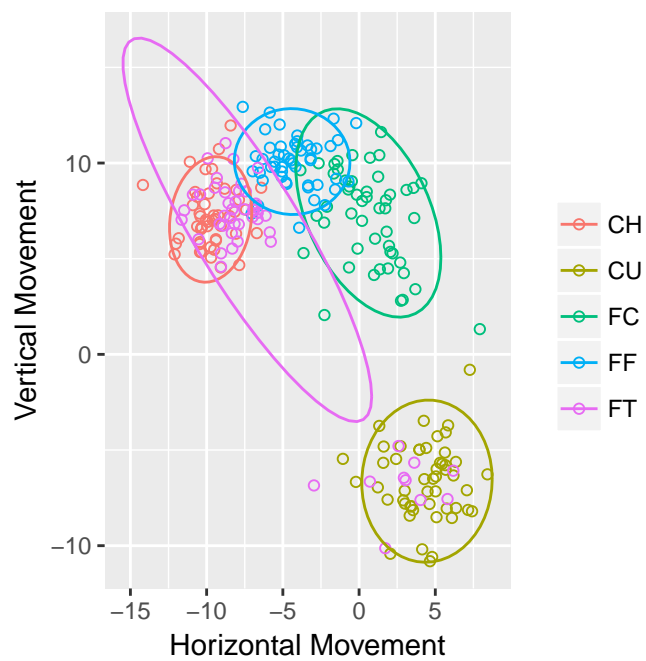 Vertical Movement
10
0
−10
−15
−10
−5
0
5
Horizontal Movement
CH
CU
FC
FF
FT